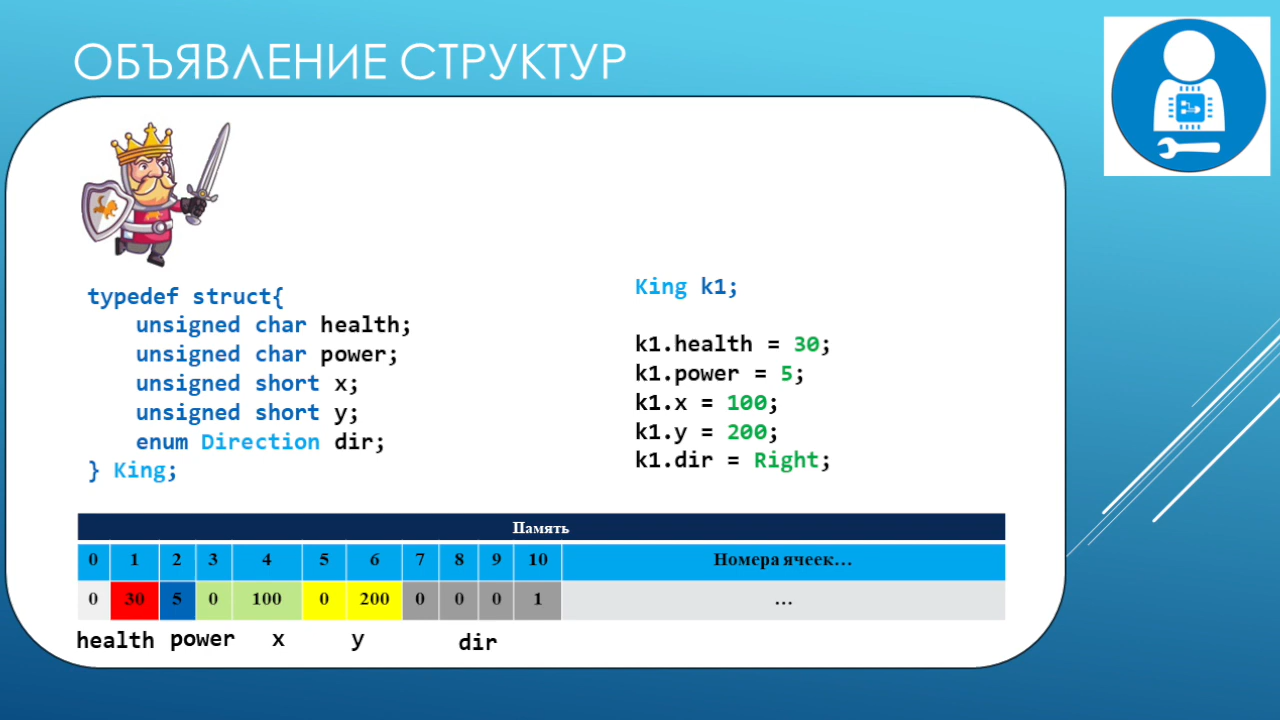 ОБЪЯВЛЕНИЕ СТРУКТУР
typedef struct{
unsigned char health;
unsigned char power;
unsigned short x;
unsigned short y;
enum Direction dir;
} King;
King k1;
k1.health = 30;
k1.power = 5;
k1.x = 100;
k1.y = 200;
k1.dir = Right;
Память
0 1 2 3 4 5 6 7 8 9 10 Номера ячеек…
0 30 5 0 100 0 200 0 0 0 1 …
health power x y dir